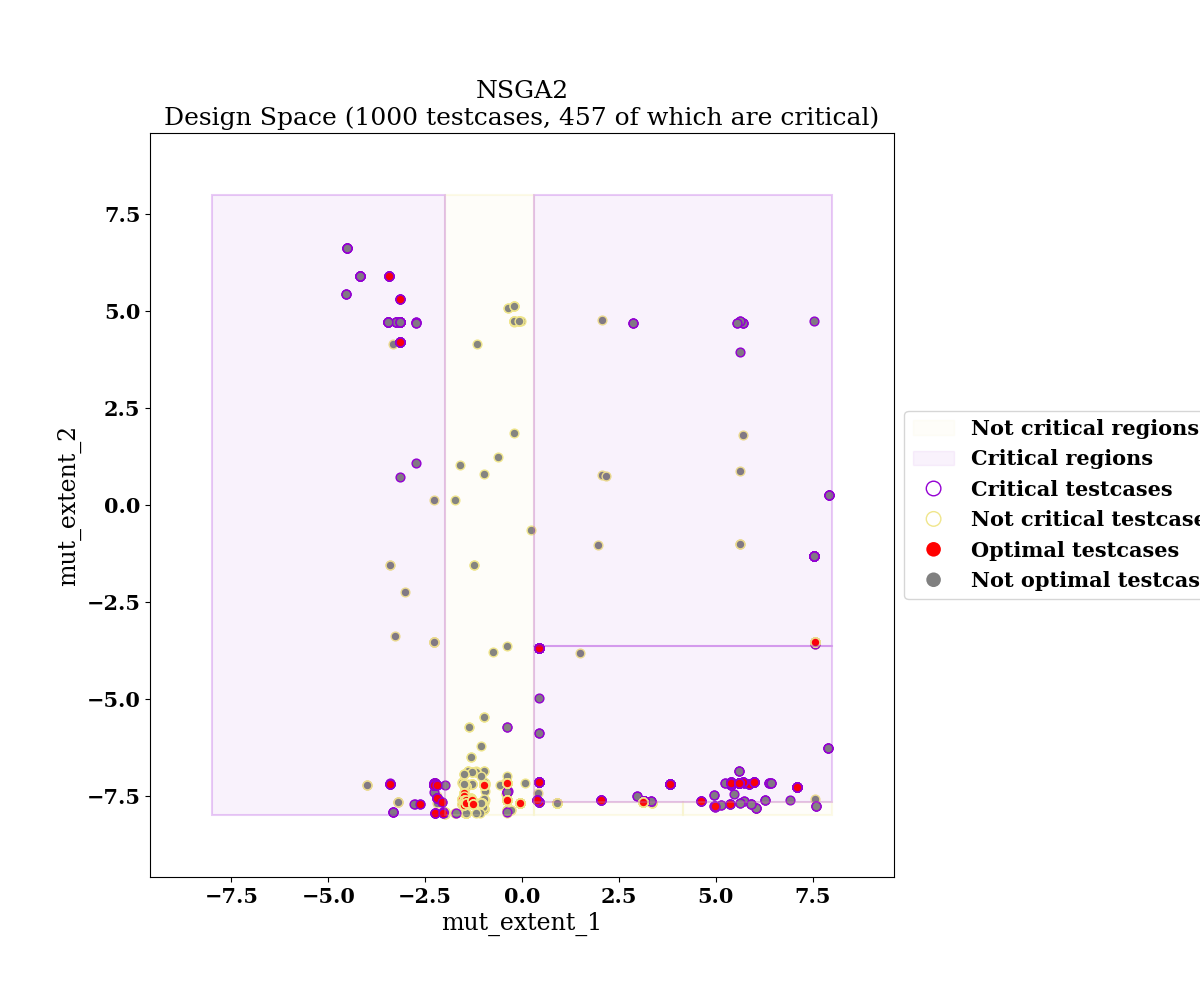 NSGA2
Design Space (1000 testcases, 457 of which are critical)
7.5
5.0
2.5
0.0
−2.5
−5.0
−7.5
mut_extent_2
−7.5
−5.0
−2.5
0.0
2.5
5.0
7.5
mut_extent_1
Not critical regions
Critical regions
Critical testcases
Not critical testcase
Optimal testcases
Not optimal testcas